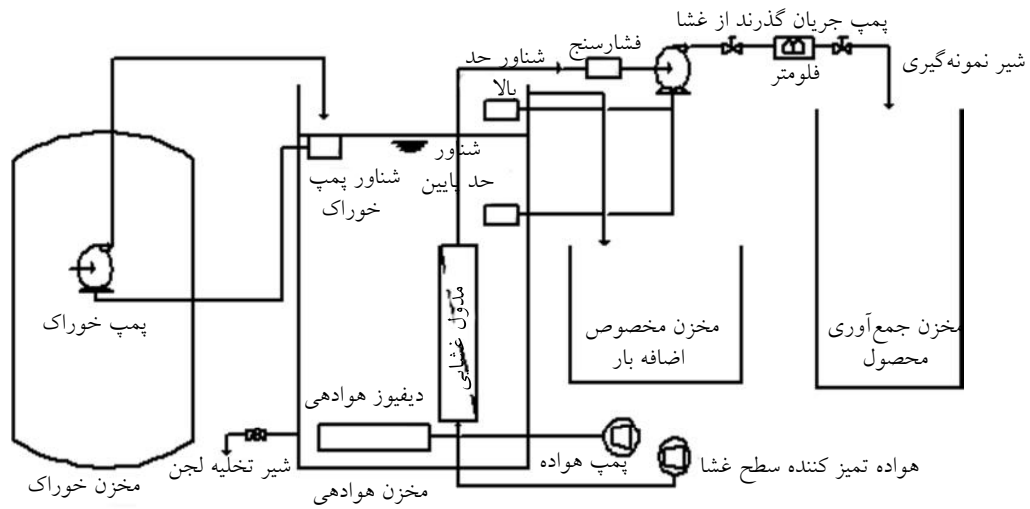 پمپ جریان گذرند از غشا
شیر نمونه‌گیری
فلومتر
فشارسنج
شناور حد
بالا
شناور
حد پایین
شناور پمپ
خوراک
پمپ خوراک
مدول غشایی
مخزن مخصوص
اضافه بار
مخزن جمع‌آوری
محصول
دیفیوز هوادهی
پمپ هواده
هواده تمیز کننده سطح غشا
شیر تخلیه لجن
مخزن هوادهی
مخزن خوراک